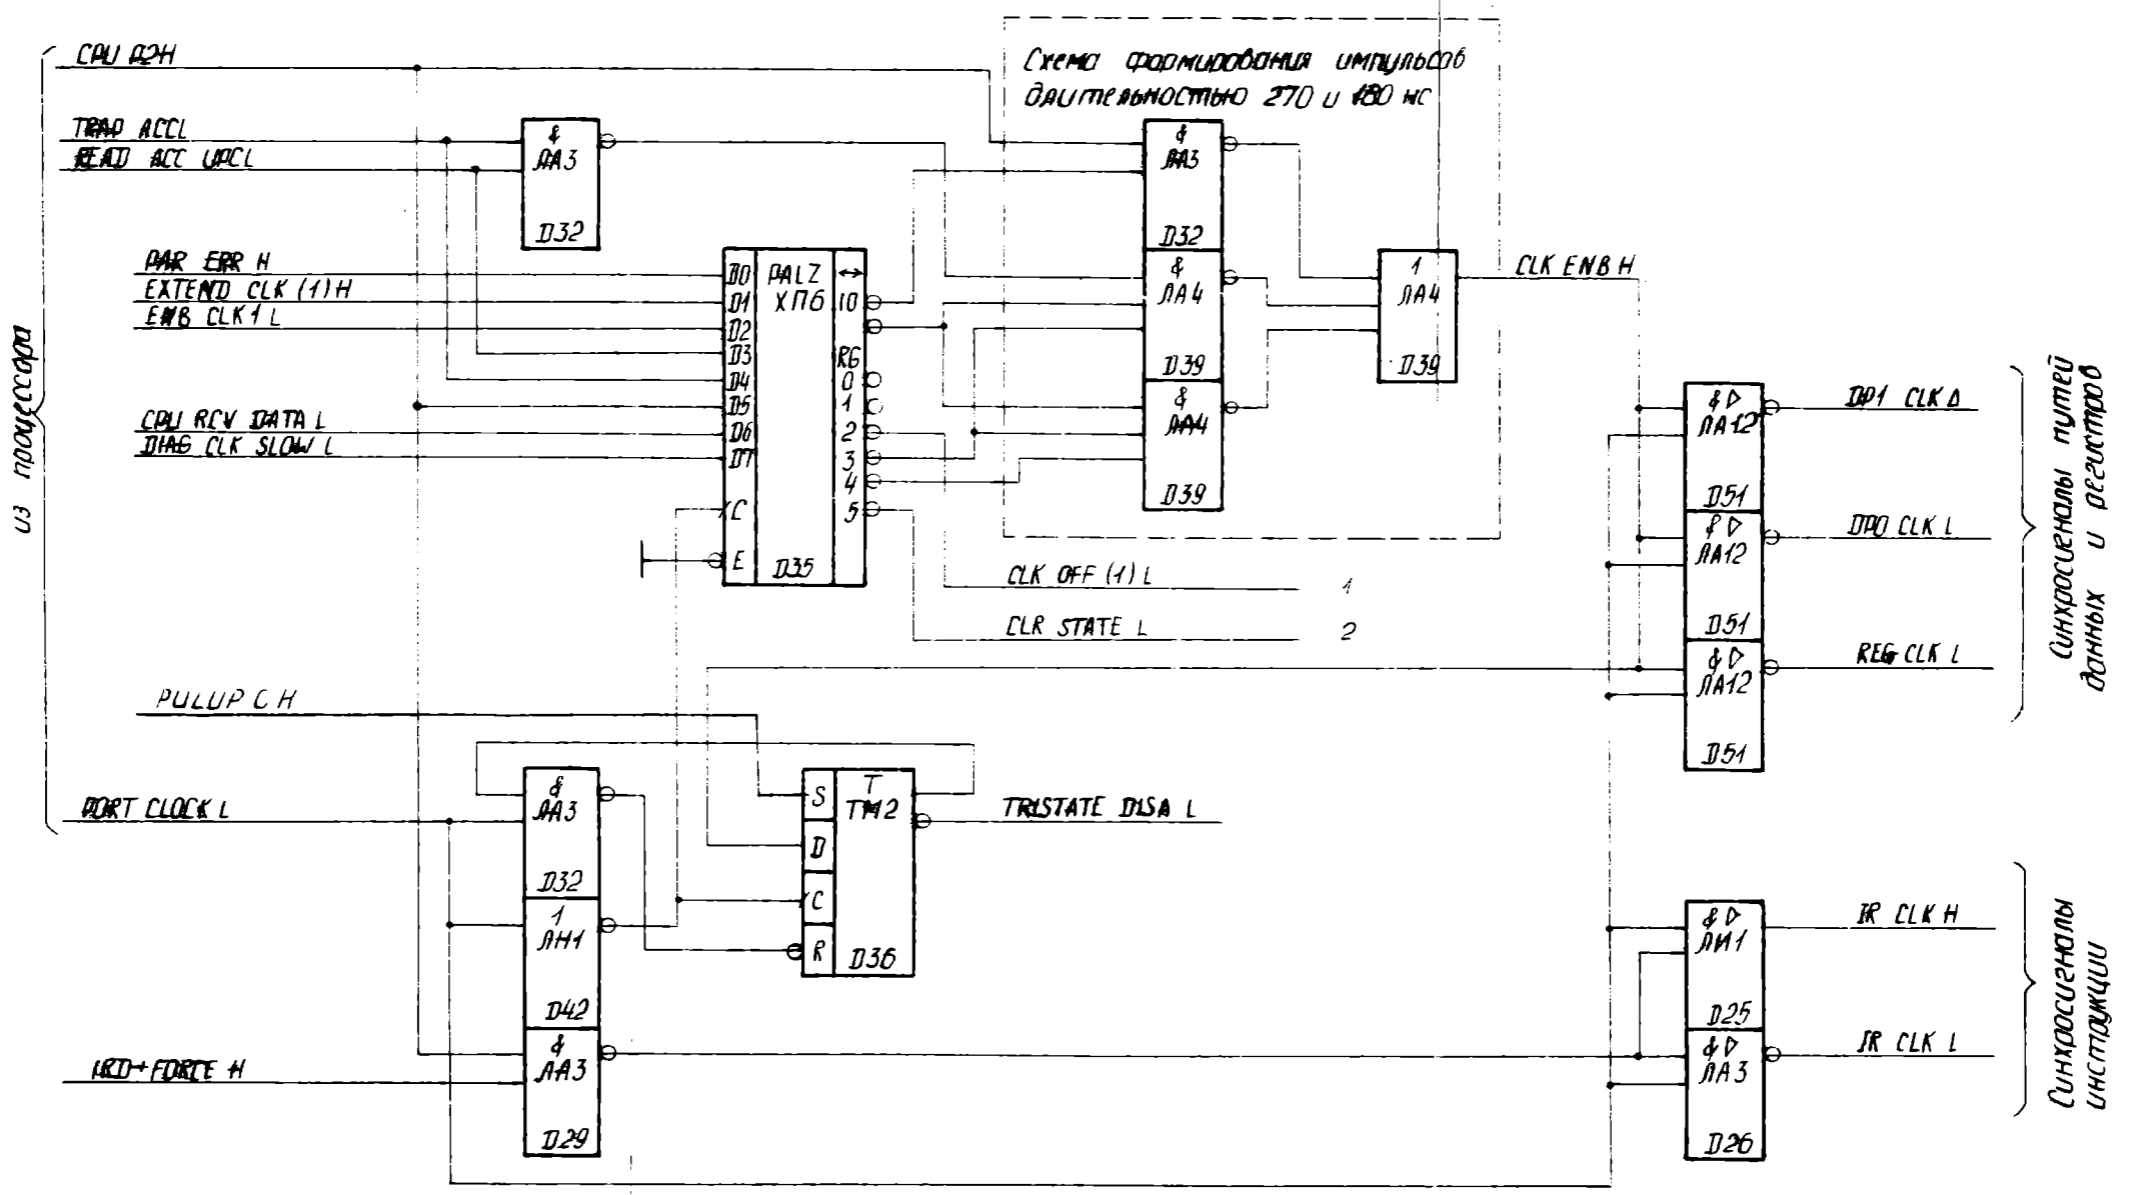 CPU P2H
Схема формирования импульсов
длительностью 270 и 180 нс
TRAP ACCL
READ ACC UPCL
&
ЛА3
D32
&
ЛА3
D32
PAR ERR H
EXTEND CLK (1) H
ENB CLK1 L
D0
D1
D2
D3
D4
D5
D6
D7
C
E
PALZ
ХП6
D35
↔
IO
RG
0
1
2
3
4
5
&
ЛА4
D39
&
ЛА4
D39
1
ЛА4
D39
CLK ENB H
из процессора
CPU RCV DATA L
DIAG CLK SLOW L
CLK OFF (1) L 1
CLR STATE L 2
& ▷
ЛА12
D51
DP1 CLK
& ▷
ЛА12
D51
DPO CLK L
& ▷
ЛА12
D51
REG CLK L
Синхросигналы путей
данных и регистров
PULUP C H
PORT CLOCK L
&
ЛА3
D32
1
ЛН1
D42
&
ЛА3
D29
S
D
C
R
T
ТМ2
D36
TRISTATE DISA L
IRD+FORCE H
& ▷
ЛИ1
D25
IR CLK H
& ▷
ЛА3
D26
IR CLK L
Синхросигналы
инструкции